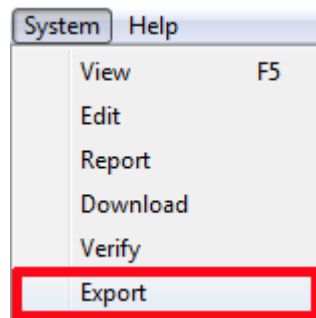 System Help
View F5
Edit
Report
Download
Verify
Export